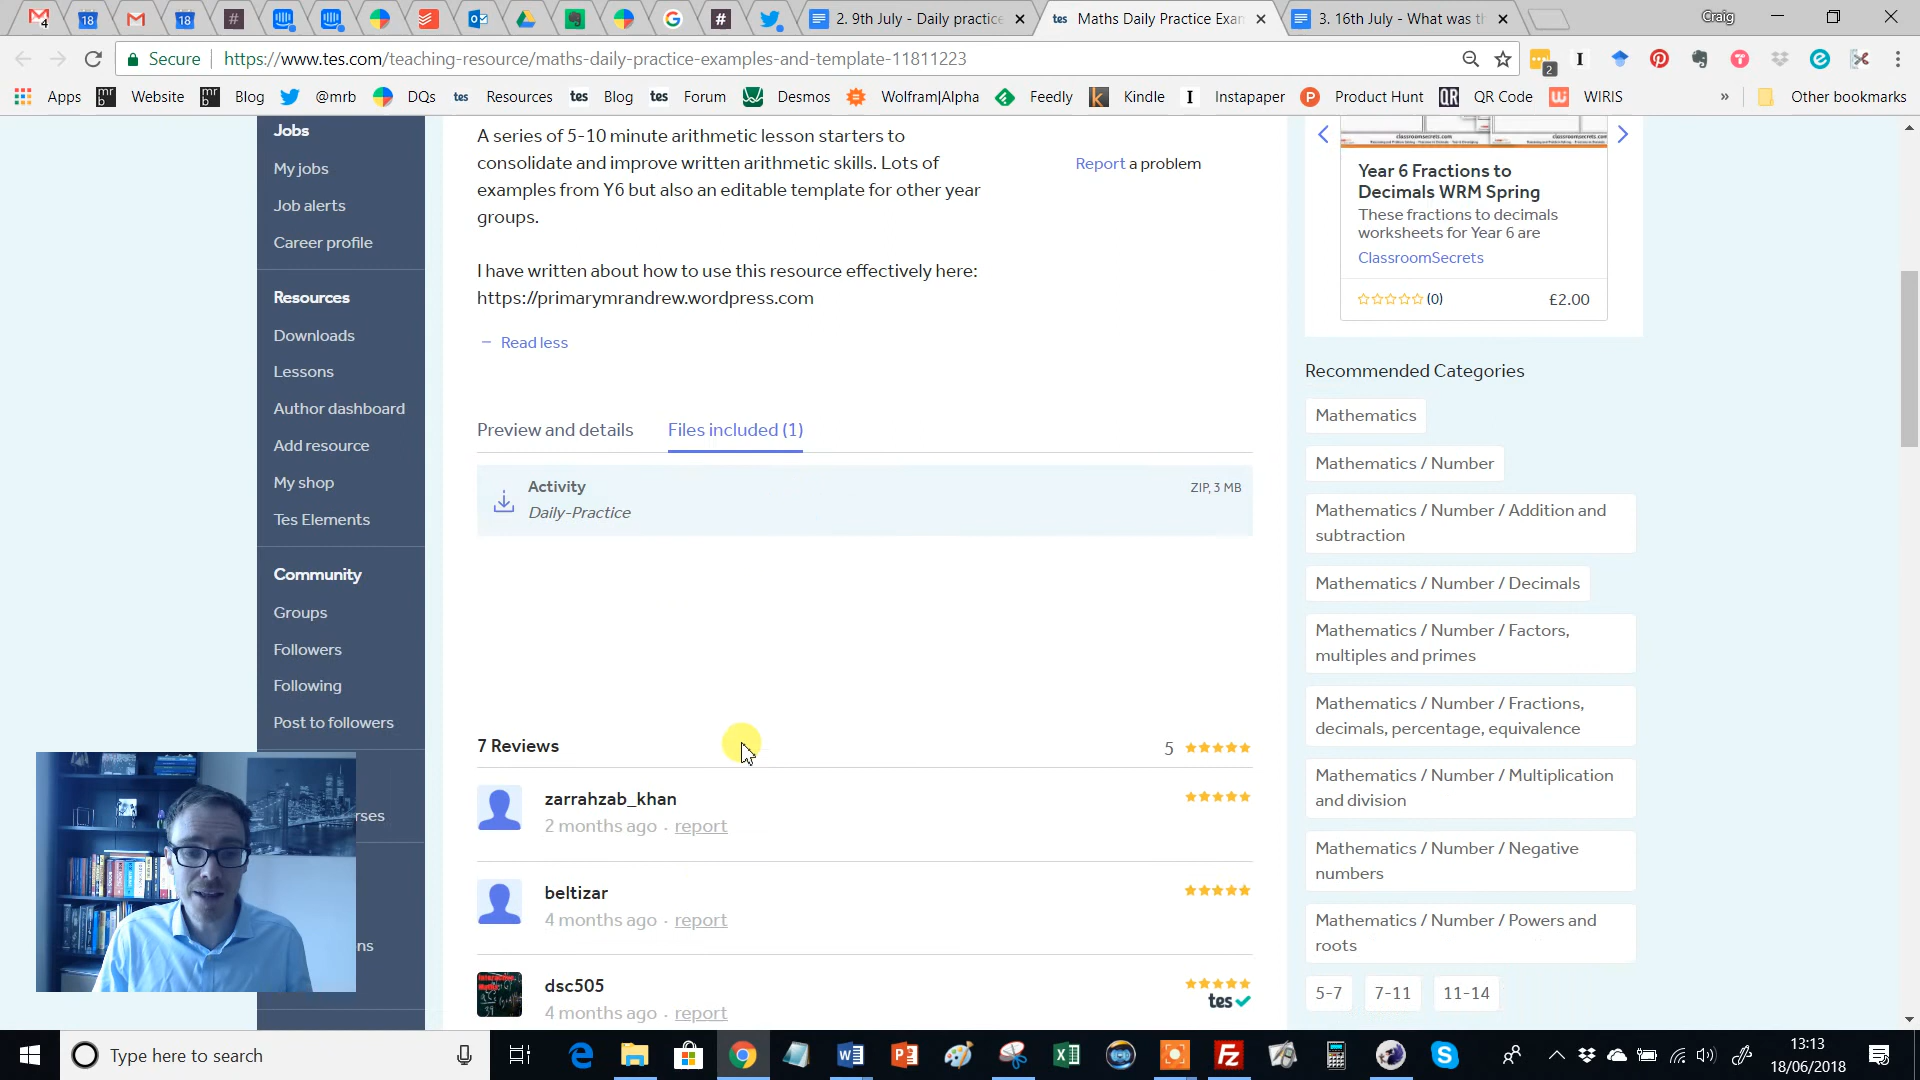 2. 9th July - Daily practice
Maths Daily Practice Exam
3. 16th July - What was th
Craig
Secure
https://www.tes.com/teaching-resource/maths-daily-practice-examples-and-template-11811223
2
Apps
Website
Blog
@mrb
DQs
tes
Resources
tes
Blog
tes
Forum
Desmos
Wolfram|Alpha
Feedly
Kindle
Instapaper
Product Hunt
QR Code
WIRIS
»
Other bookmarks
Jobs
My jobs
Job alerts
Career profile
Resources
Downloads
Lessons
Author dashboard
Add resource
My shop
Tes Elements
Community
Groups
Followers
Following
Post to followers
rses
ns
A series of 5-10 minute arithmetic lesson starters to
consolidate and improve written arithmetic skills. Lots of
examples from Y6 but also an editable template for other year
groups.
I have written about how to use this resource effectively here:
https://primarymrandrew.wordpress.com
Read less
Report a problem
Preview and details
Files included (1)
Activity
Daily-Practice
ZIP, 3 MB
7 Reviews
5
zarrahzab_khan
2 months ago · report
beltizar
4 months ago · report
dsc505
4 months ago · report
tes
classroomsecrets.com
Year 6 Fractions to
Decimals WRM Spring
These fractions to decimals
worksheets for Year 6 are
ClassroomSecrets
(0)
£2.00
Recommended Categories
Mathematics
Mathematics / Number
Mathematics / Number / Addition and
subtraction
Mathematics / Number / Decimals
Mathematics / Number / Factors,
multiples and primes
Mathematics / Number / Fractions,
decimals, percentage, equivalence
Mathematics / Number / Multiplication
and division
Mathematics / Number / Negative
numbers
Mathematics / Number / Powers and
roots
5-7
7-11
11-14
Type here to search
13:13
18/06/2018